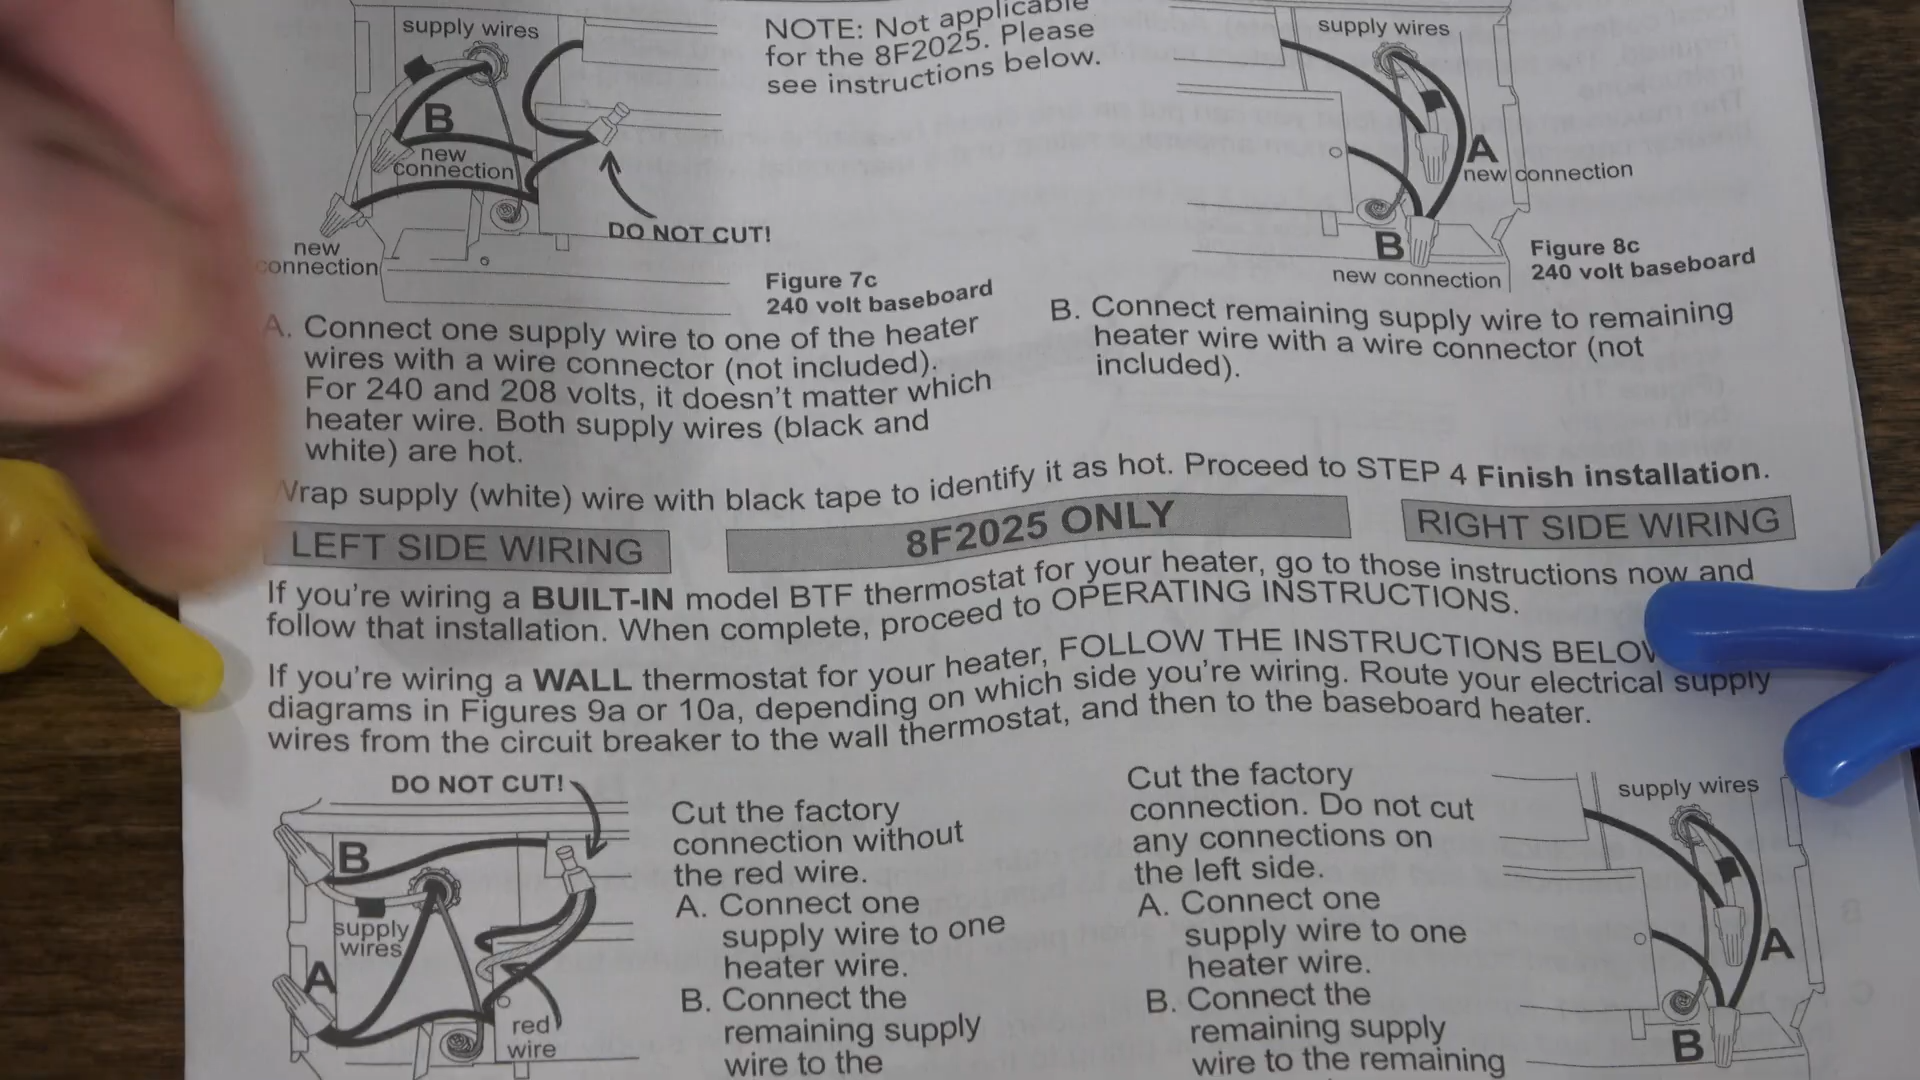 supply wires
B
new
connection
DO NOT CUT!
new
connection
Figure 7c
240 volt baseboard
NOTE: Not applicable
for the 8F2025. Please
see instructions below.
supply wires
A
new connection
B
new connection
Figure 8c
240 volt baseboard
A. Connect one supply wire to one of the heater
wires with a wire connector (not included).
For 240 and 208 volts, it doesn't matter which
heater wire. Both supply wires (black and
white) are hot.
B. Connect remaining supply wire to remaining
heater wire with a wire connector (not
included).
Wrap supply (white) wire with black tape to identify it as hot. Proceed to STEP 4 Finish installation.
LEFT SIDE WIRING
8F2025 ONLY
RIGHT SIDE WIRING
If you're wiring a BUILT-IN model BTF thermostat for your heater, go to those instructions now and
follow that installation. When complete, proceed to OPERATING INSTRUCTIONS.
If you're wiring a WALL thermostat for your heater, FOLLOW THE INSTRUCTIONS BELOW
diagrams in Figures 9a or 10a, depending on which side you're wiring. Route your electrical supply
wires from the circuit breaker to the wall thermostat, and then to the baseboard heater.
DO NOT CUT!
B
supply
wires
A
red
wire
Cut the factory
connection without
the red wire.
A. Connect one
supply wire to one
heater wire.
B. Connect the
remaining supply
wire to the
Cut the factory
connection. Do not cut
any connections on
the left side.
A. Connect one
supply wire to one
heater wire.
B. Connect the
remaining supply
wire to the remaining
supply wires
A
B